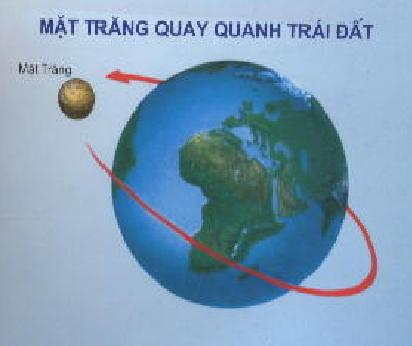 MẶT TRĂNG QUAY QUANH TRÁI ĐẤT
Mặt Trăng